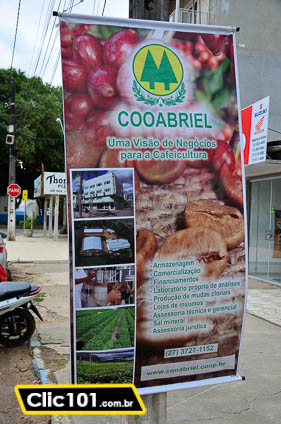 COOABRIEL
Uma Visão de Negócios
para a Cafeicultura
- Armazenagem
- Comercialização
- Financiamentos
- Laboratório próprio de análises
- Produção de mudas clonais
- Lojas de insumos
- Assessoria técnica e gerencial
- Sal mineral
- Assessoria jurídica
(27) 3727-1152
www.cooabriel.coop.br
PARE
Thor
SUZUKI
Clic101.com.br